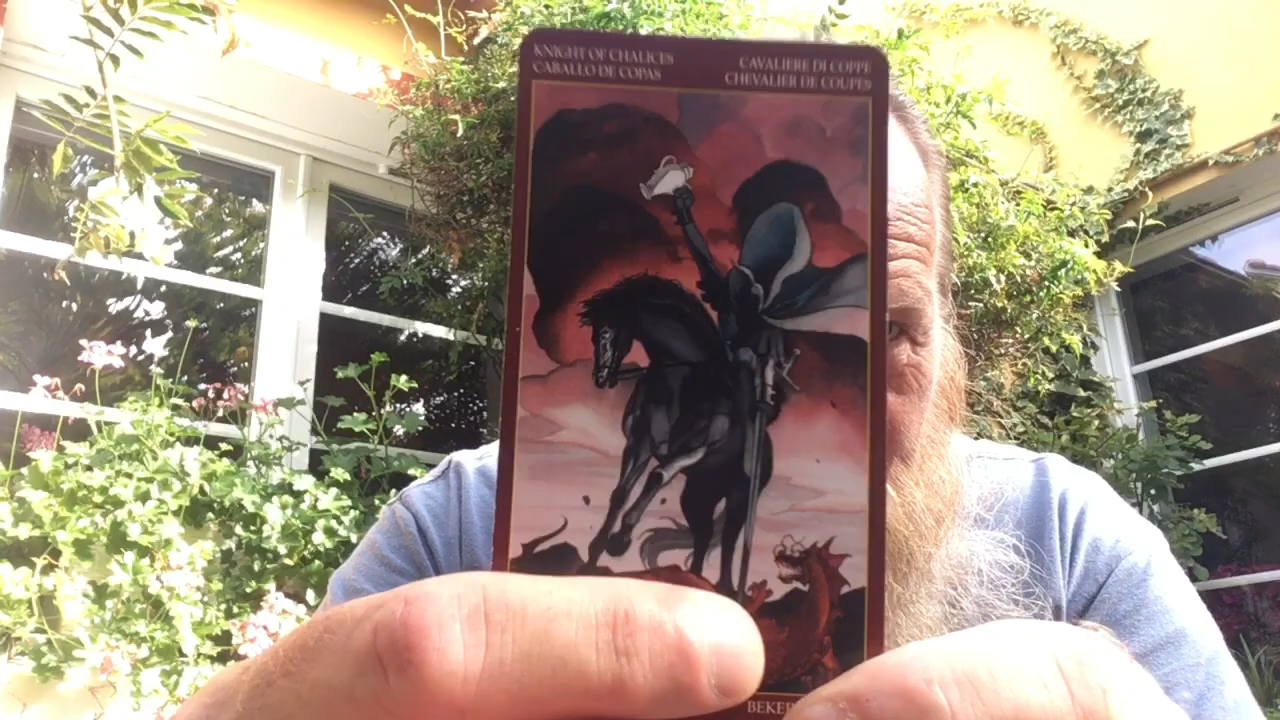 KNIGHT OF CHALICES
CABALLO DE COPAS
CAVALIERE DI COPPE
CHEVALIER DE COUPES